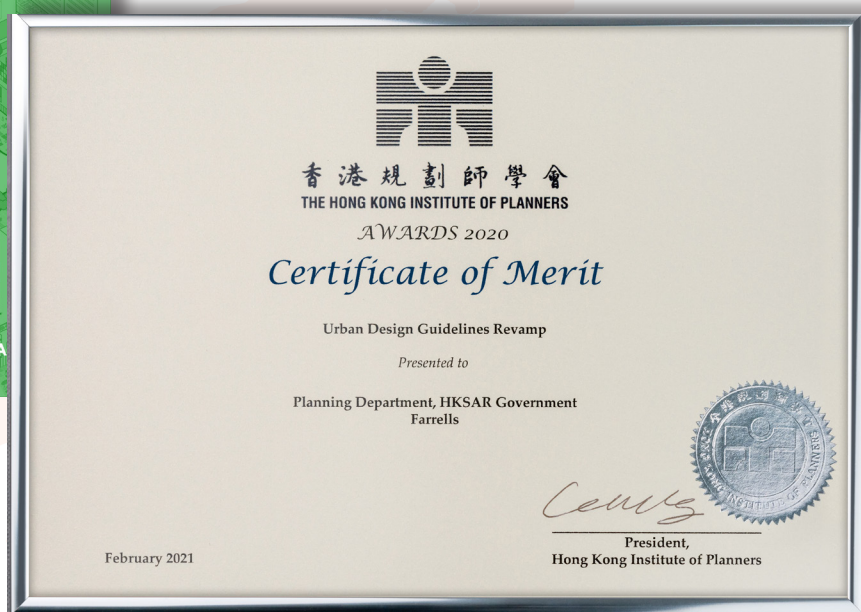 香港規劃師學會
THE HONG KONG INSTITUTE OF PLANNERS
AWARDS 2020
Certificate of Merit
Urban Design Guidelines Revamp
Presented to
Planning Department, HKSAR Government
Farrells
President,
Hong Kong Institute of Planners
February 2021